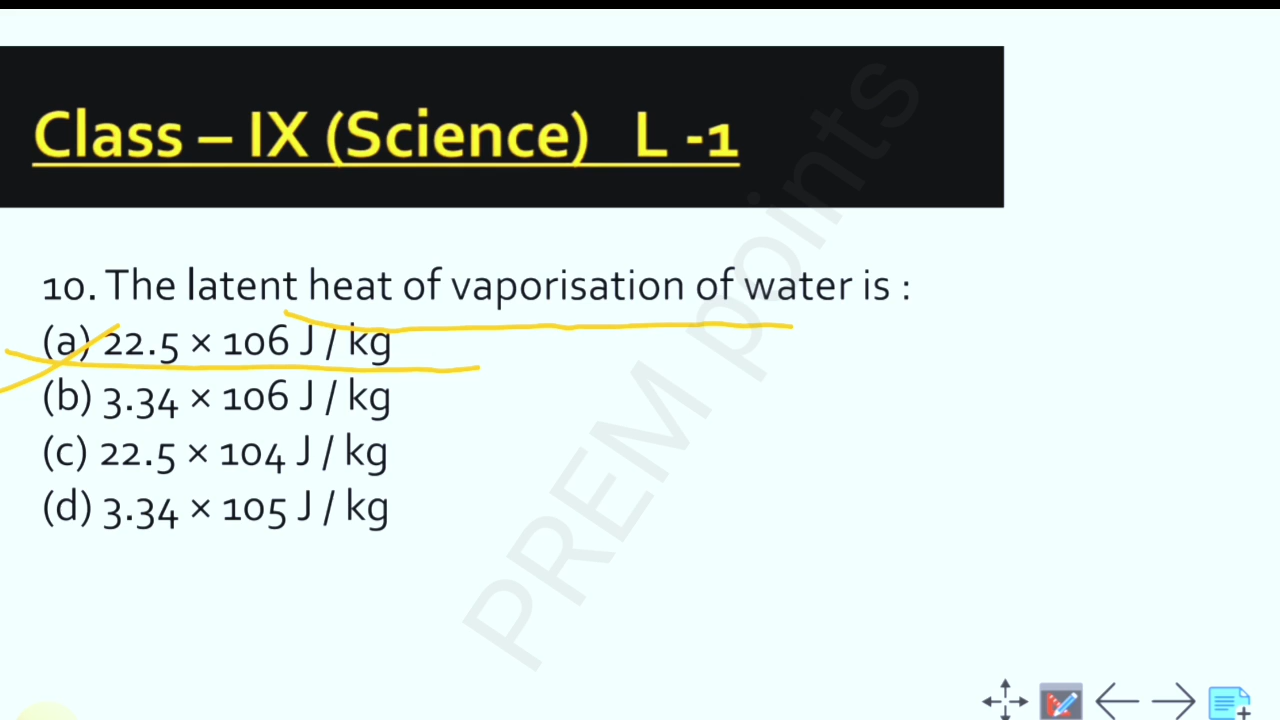 Class – IX (Science) L -1
10. The latent heat of vaporisation of water is :
(a) 22.5 × 106 J / kg
(b) 3.34 × 106 J / kg
(c) 22.5 × 104 J / kg
(d) 3.34 × 105 J / kg
PREM points